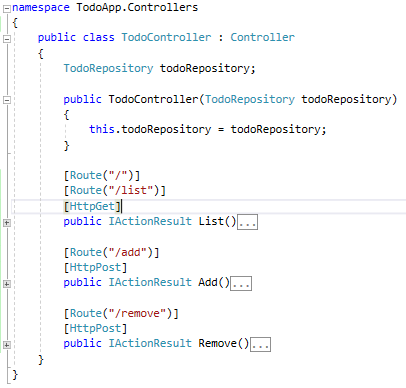 namespace TodoApp.Controllers
{
    public class TodoController : Controller
    {
        TodoRepository todoRepository;
        public TodoController(TodoRepository todoRepository)
        {
            this.todoRepository = todoRepository;
        }
        [Route("/")]
        [Route("/list")]
        [HttpGet]
        public IActionResult List()...
        [Route("/add")]
        [HttpPost]
        public IActionResult Add()...
        [Route("/remove")]
        [HttpPost]
        public IActionResult Remove()...
    }
}